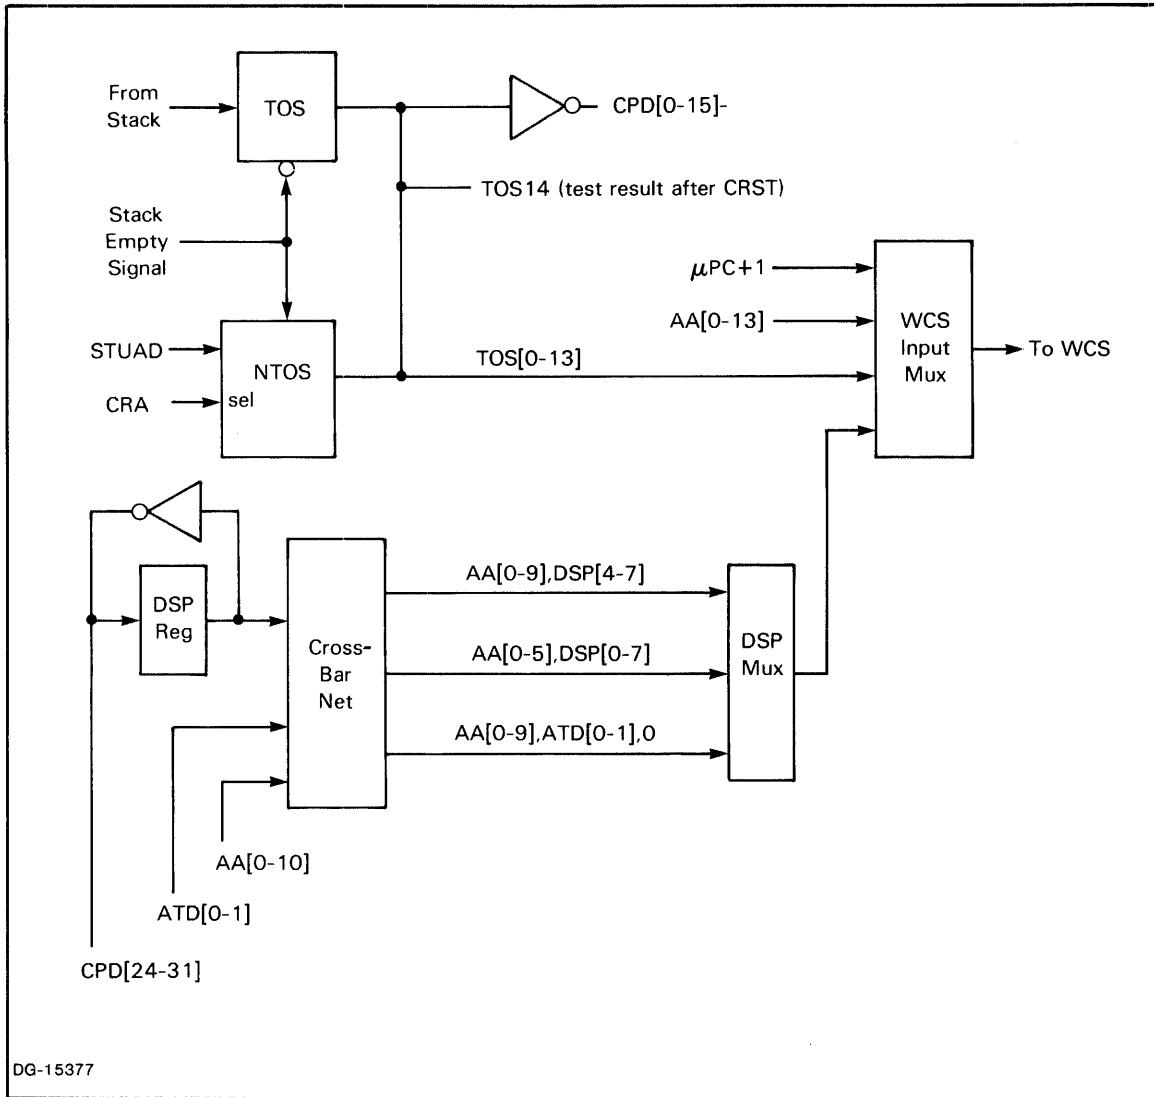 From
Stack
TOS
CPD[0-15]-
TOS14 (test result after CRST)
Stack
Empty
Signal
μPC+1
AA[0-13]
WCS
Input
Mux
To WCS
STUAD
NTOS
CRA
sel
TOS[0-13]
DSP
Reg
Cross-
Bar
Net
AA[0-9],DSP[4-7]
AA[0-5],DSP[0-7]
AA[0-9],ATD[0-1],0
DSP
Mux
AA[0-10]
ATD[0-1]
CPD[24-31]
DG-15377